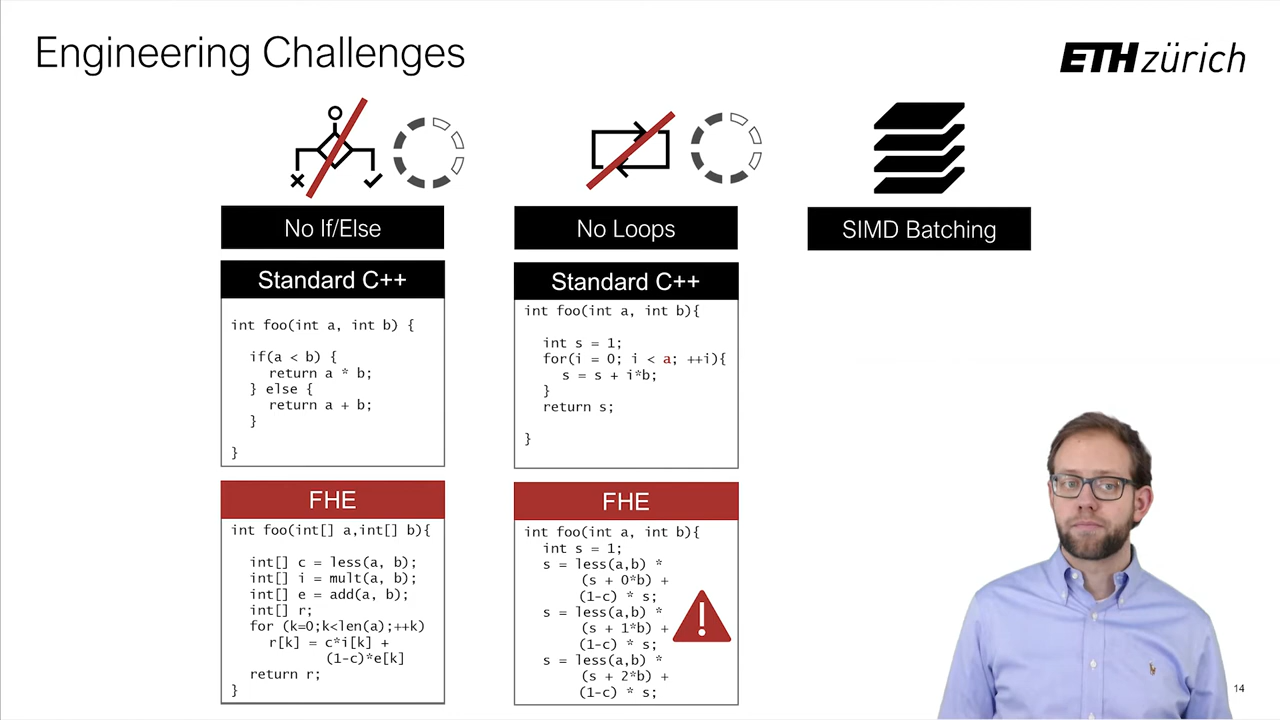 Engineering Challenges
ETH zürich
No If/Else
No Loops
SIMD Batching
Standard C++
int foo(int a, int b) {
if(a < b) {
return a * b;
} else {
return a + b;
}
}
Standard C++
int foo(int a, int b){
int s = 1;
for(i = 0; i < a; ++i){
s = s + i*b;
}
return s;
}
FHE
int foo(int[] a,int[] b){
int[] c = less(a, b);
int[] i = mult(a, b);
int[] e = add(a, b);
int[] r;
for (k=0;k<len(a);++k)
r[k] = c*i[k] +
(1-c)*e[k]
return r;
}
FHE
int foo(int a, int b){
int s = 1;
s = less(a,b) *
(s + 0*b) +
(1-c) * s;
s = less(a,b) *
(s + 1*b) +
(1-c) * s;
s = less(a,b) *
(s + 2*b) +
(1-c) * s;
14